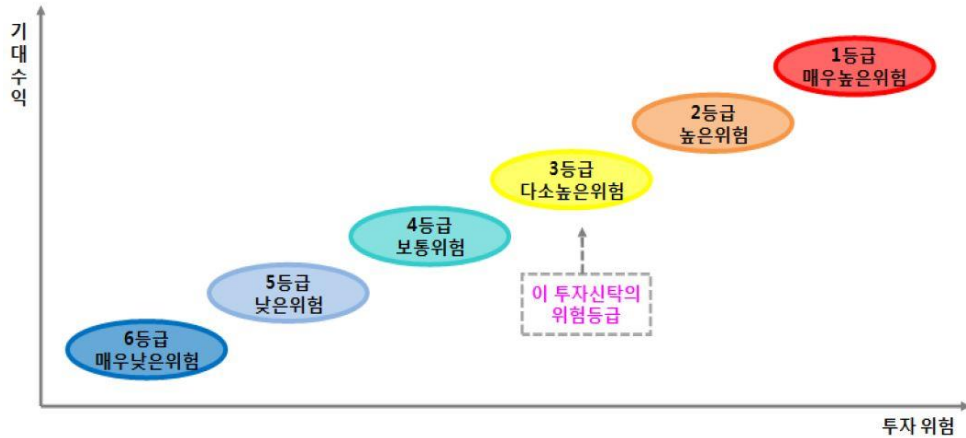 기대수익
1등급
매우높은위험
2등급
높은위험
3등급
다소높은위험
4등급
보통위험
이 투자신탁의
위험등급
5등급
낮은위험
6등급
매우낮은위험
투자 위험